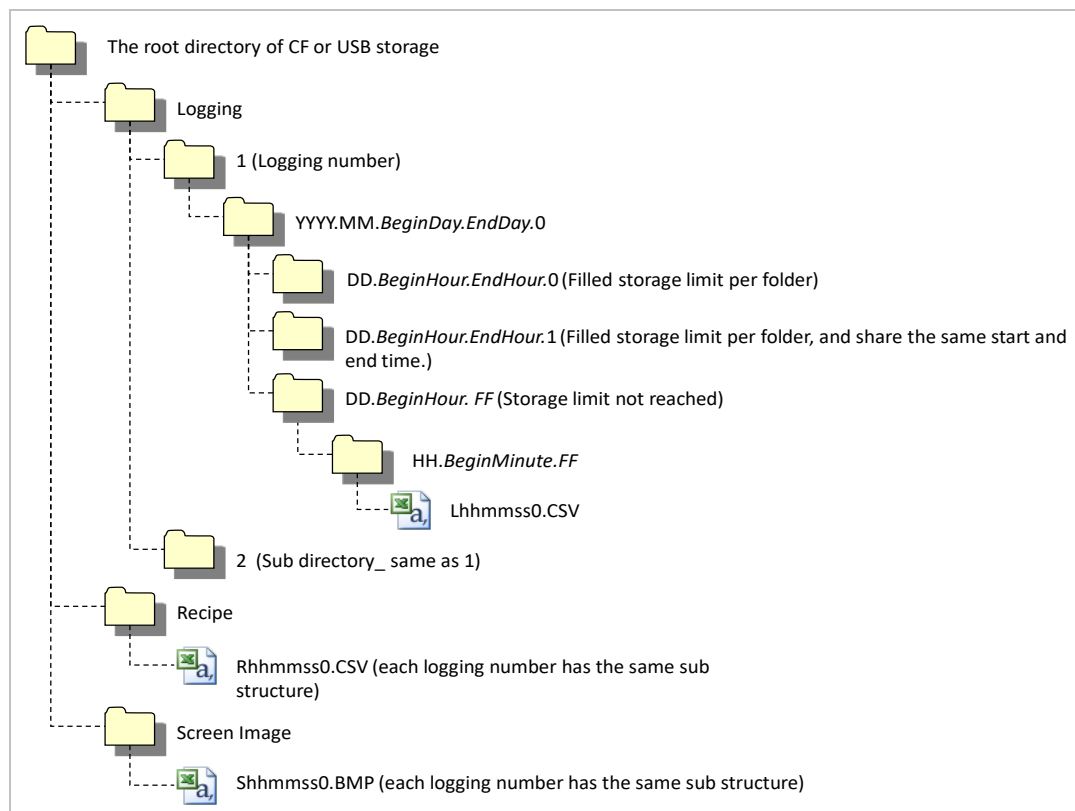 The root directory of CF or USB storage
Logging
1 (Logging number)
YYYY.MM.BeginDay.EndDay.0
DD.BeginHour.EndHour.0 (Filled storage limit per folder)
DD.BeginHour.EndHour.1 (Filled storage limit per folder, and share the same start and
end time.)
DD.BeginHour. FF (Storage limit not reached)
HH.BeginMinute.FF
a,
Lhhmmss0.CSV
2 (Sub directory_ same as 1)
Recipe
a,
Rhhmmss0.CSV (each logging number has the same sub
structure)
Screen Image
a,
Shhmmss0.BMP (each logging number has the same sub structure)